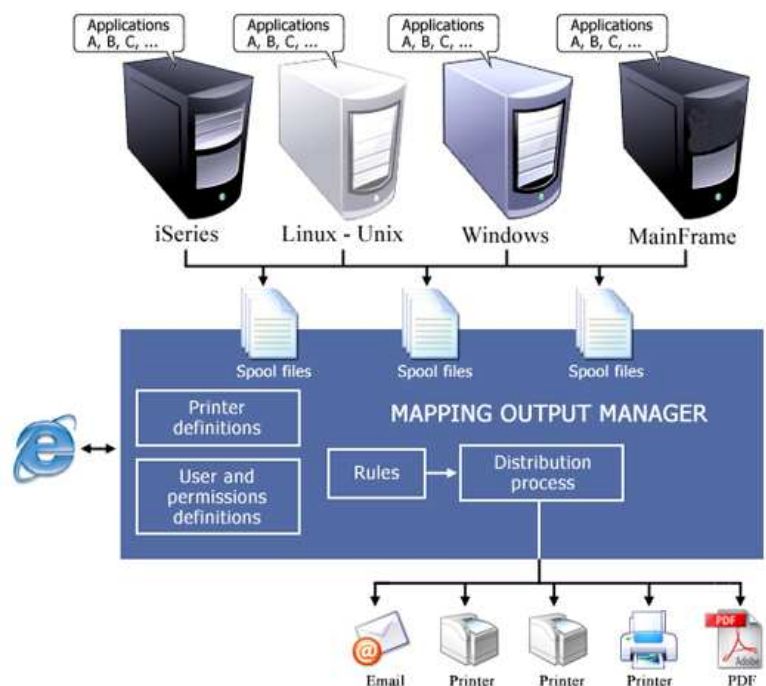 Applications
A, B, C, ...
Applications
A, B, C, ...
Applications
A, B, C, ...
Applications
A, B, C, ...
iSeries
Linux - Unix
Windows
MainFrame
Spool files
Spool files
Spool files
Printer
definitions
MAPPING OUTPUT MANAGER
User and
permissions
definitions
Rules
Distribution
process
@
PDF
Adobe
Email
Printer
Printer
Printer
PDF